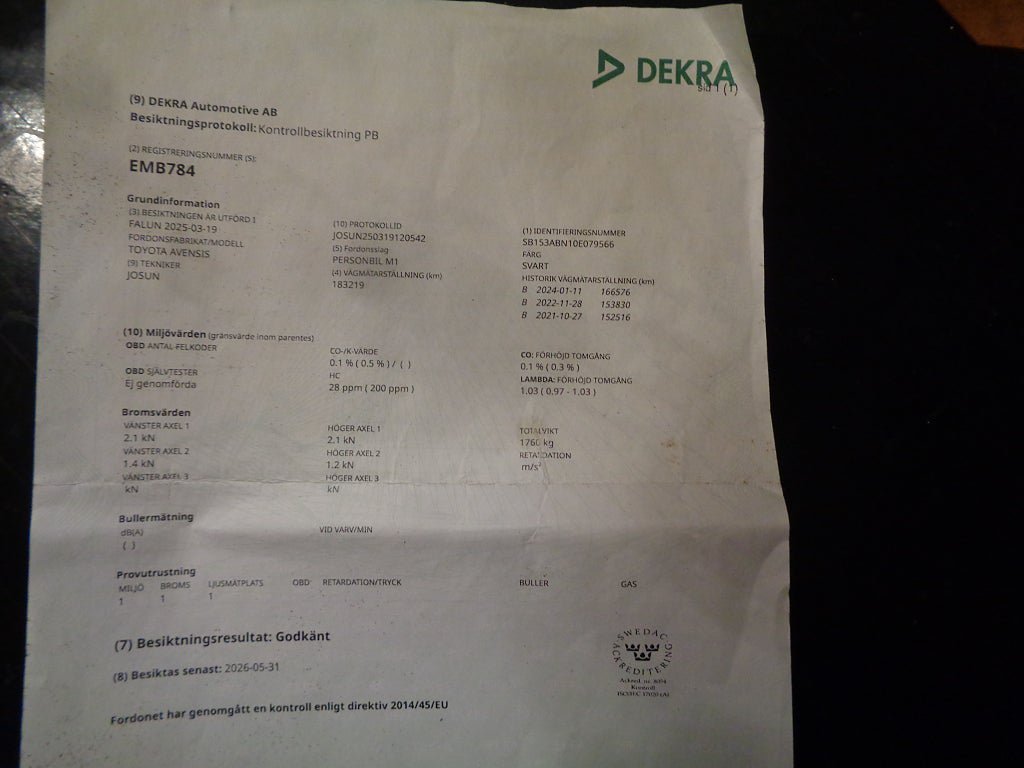 DEKRA
Sid 1 (1)
(9) DEKRA Automotive AB
Besiktningsprotokoll: Kontrollbesiktning PB
(2) REGISTRERINGSNUMMER (S):
EMB784
Grundinformation
(3) BESIKTNINGEN ÄR UTFÖRD I
FALUN 2025-03-19
FORDONSFABRIKAT/MODELL
TOYOTA AVENSIS
(9) TEKNIKER
JOSUN
(10) PROTOKOLLID
JOSUN250319120542
(5) Fordonsslag
PERSONBIL M1
(4) VÄGMÄTARSTÄLLNING (km)
183219
(1) IDENTIFIERINGSNUMMER
SB153ABN10E079566
FÄRG
SVART
HISTORIK VÄGMÄTARSTÄLLNING (km)
B 2024-01-11 166576
B 2022-11-28 153830
B 2021-10-27 152516
(10) Miljövärden (gränsvärde inom parentes)
OBD ANTAL FELKODER
OBD SJÄLVTESTER
Ej genomförda
CO-/K-VÄRDE
0.1 % ( 0.5 % ) / ( )
HC
28 ppm ( 200 ppm )
CO: FÖRHÖJD TOMGÅNG
0.1 % ( 0.3 % )
LAMBDA: FÖRHÖJD TOMGÅNG
1.03 ( 0.97 - 1.03 )
Bromsvärden
VÄNSTER AXEL 1
2.1 kN
VÄNSTER AXEL 2
1.4 kN
VÄNSTER AXEL 3
kN
HÖGER AXEL 1
2.1 kN
HÖGER AXEL 2
1.2 kN
HÖGER AXEL 3
kN
TOTALVIKT
1760 kg
RETARDATION
m/s²
Bullermätning
dB(A)
( )
VID VARV/MIN
Provutrustning
MILJÖ BROMS LJUSMÄTPLATS OBD RETARDATION/TRYCK BULLER GAS
1 1 1
(7) Besiktningsresultat: Godkänt
(8) Besiktas senast: 2026-05-31
Fordonet har genomgått en kontroll enligt direktiv 2014/45/EU
SWEDAC ACKREDITERING
Ackred. nr. 8094
Kontroll
ISO/IEC 17020 (A)